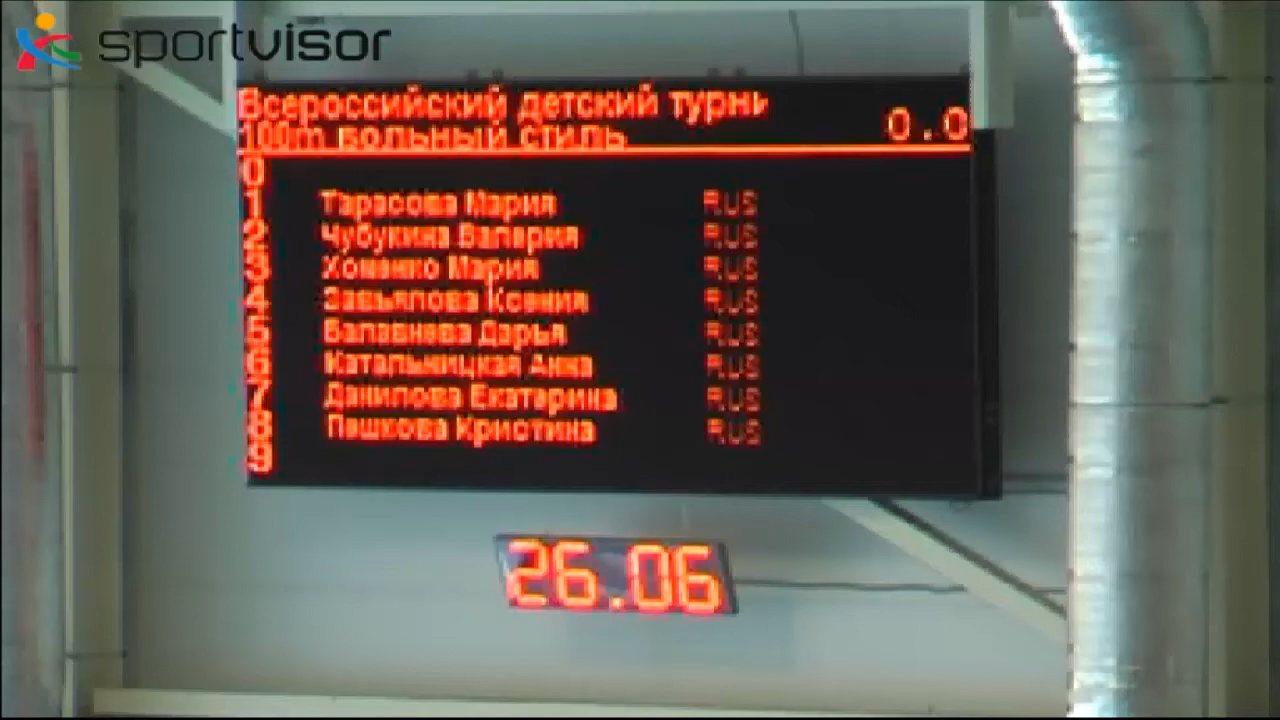 sportvisor
Всероссийский детский турни
100m вольный стиль 0.0
0
1 Тарасова Мария RUS
2 Чубукина Валерия RUS
3 Хоменко Мария RUS
4 Завьялова Ксения RUS
5 Балавнева Дарья RUS
6 Катальницкая Анна RUS
7 Данилова Екатерина RUS
8 Пешкова Кристина RUS
9
26.06